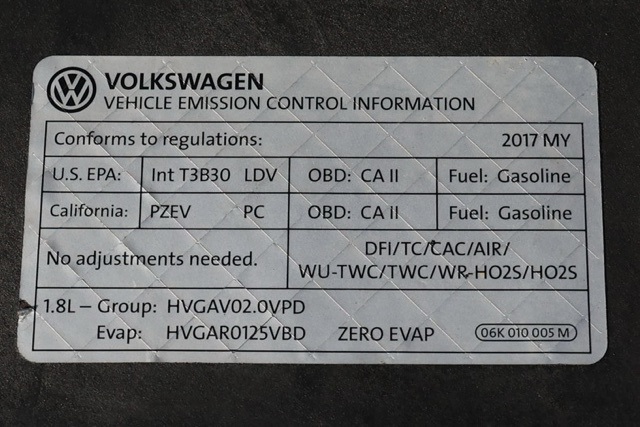 VOLKSWAGEN
VEHICLE EMISSION CONTROL INFORMATION
Conforms to regulations: 2017 MY
U.S. EPA: Int T3B30 LDV OBD: CA II Fuel: Gasoline
California: PZEV PC OBD: CA II Fuel: Gasoline
No adjustments needed.
DFI/TC/CAC/AIR/
WU-TWC/TWC/WR-HO2S/HO2S
1.8L – Group: HVGAV02.0VPD
Evap: HVGAR0125VBD ZERO EVAP 06K 010 005 M